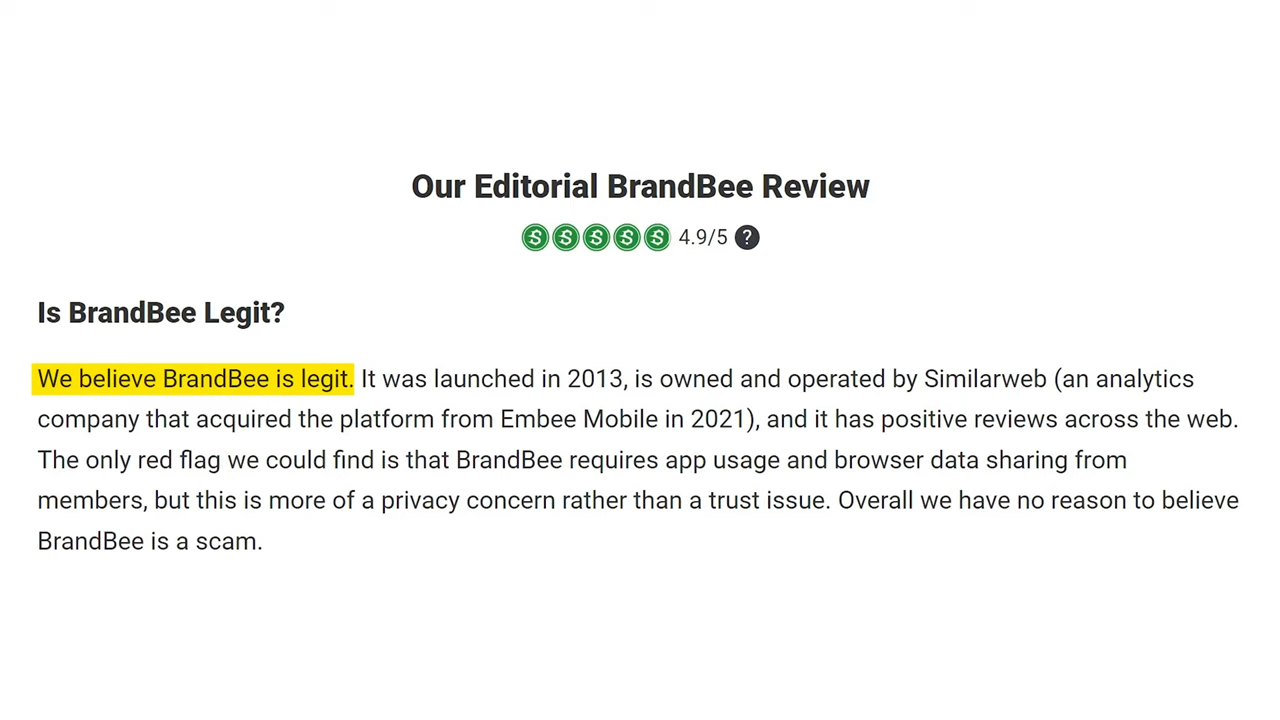 Our Editorial BrandBee Review
4.9/5 ?
Is BrandBee Legit?
We believe BrandBee is legit. It was launched in 2013, is owned and operated by Similarweb (an analytics
company that acquired the platform from Embee Mobile in 2021), and it has positive reviews across the web.
The only red flag we could find is that BrandBee requires app usage and browser data sharing from
members, but this is more of a privacy concern rather than a trust issue. Overall we have no reason to believe
BrandBee is a scam.